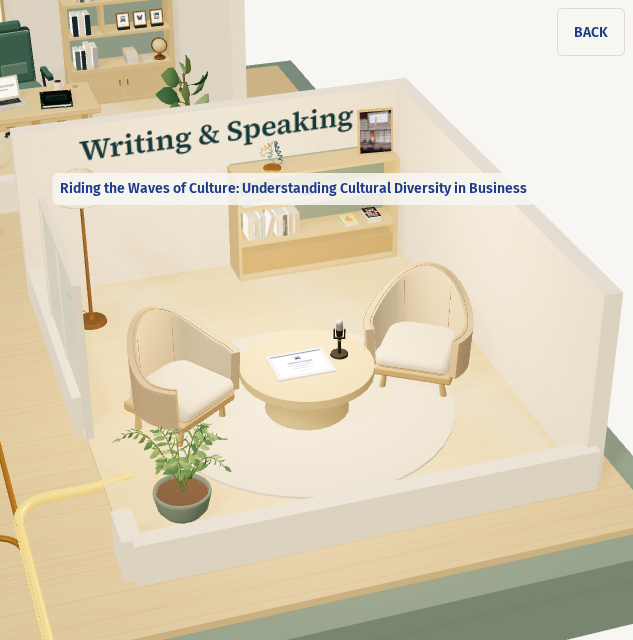 BACK
Writing & Speaking
Riding the Waves of Culture: Understanding Cultural Diversity in Business